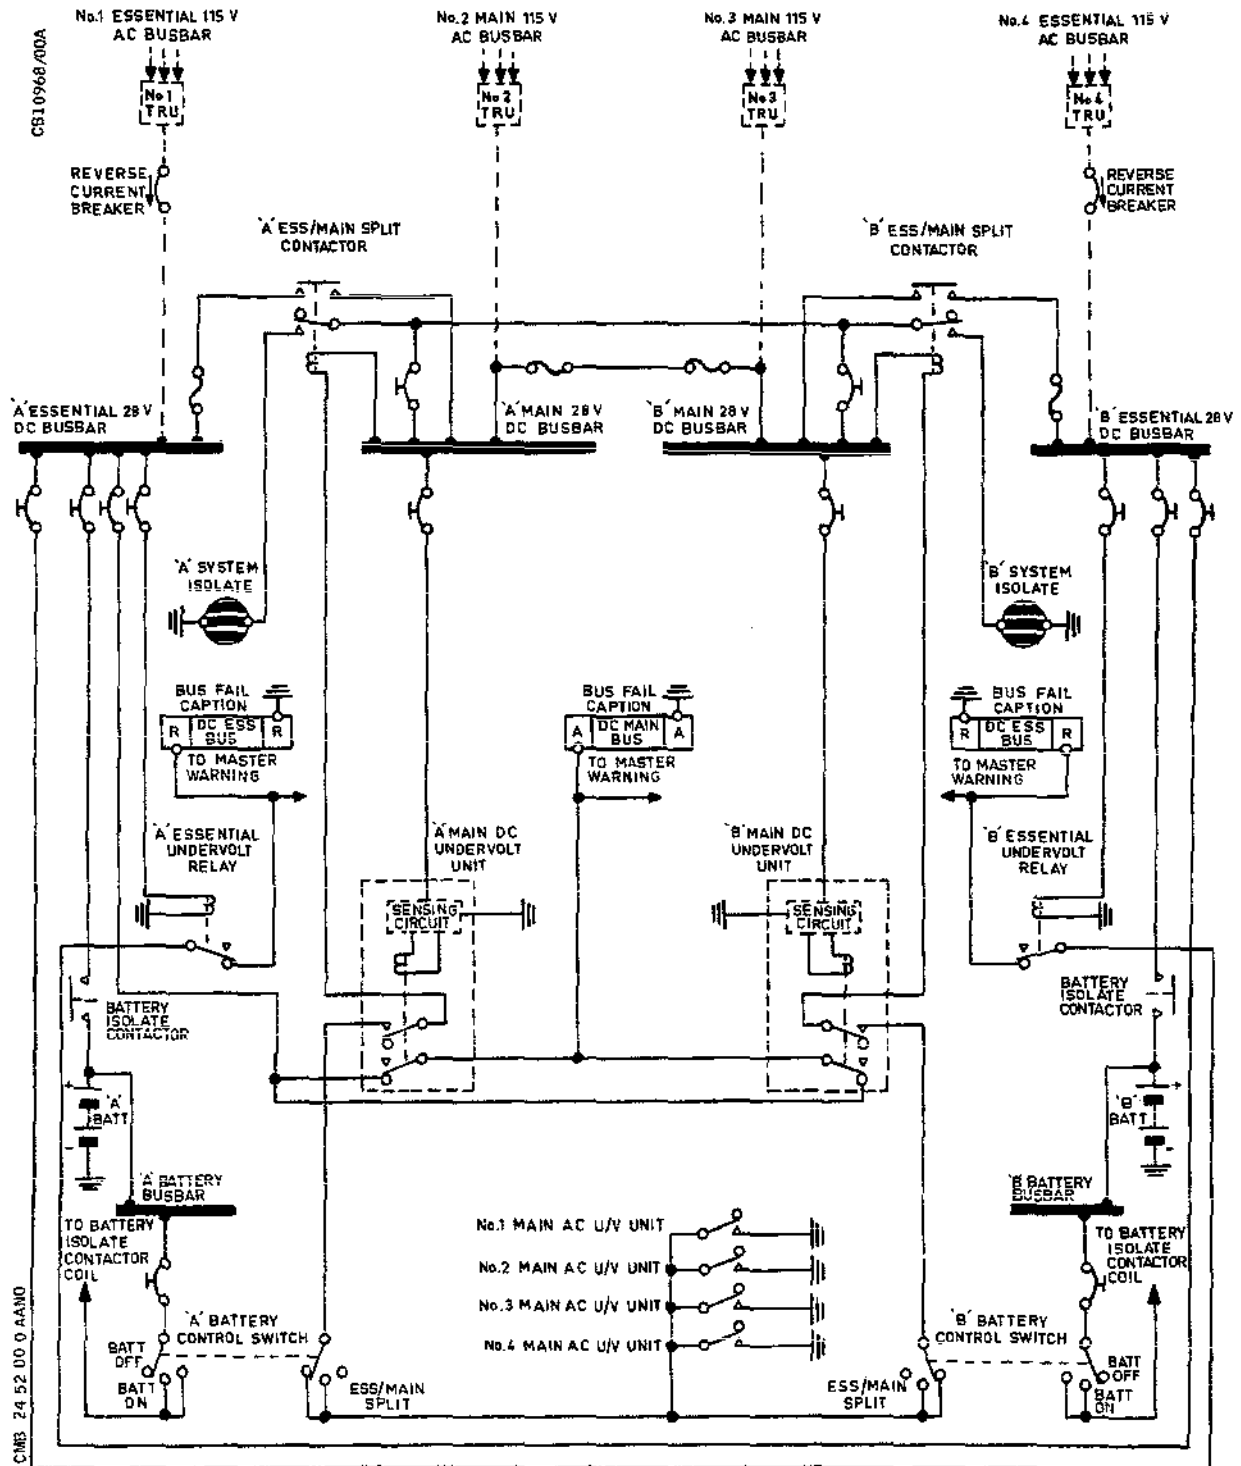 No.1 ESSENTIAL 115 V
AC BUSBAR
No.2 MAIN 115 V
AC BUSBAR
No.3 MAIN 115 V
AC BUSBAR
No.4 ESSENTIAL 115 V
AC BUSBAR
CB10968/00A
No1
TRU
No2
TRU
No3
TRU
No4
TRU
REVERSE
CURRENT
BREAKER
REVERSE
CURRENT
BREAKER
'A' ESS/MAIN SPLIT
CONTACTOR
'B' ESS/MAIN SPLIT
CONTACTOR
'A' ESSENTIAL 28 V
DC BUSBAR
'A' MAIN 28 V
DC BUSBAR
'B' MAIN 28 V
DC BUSBAR
'B' ESSENTIAL 28 V
DC BUSBAR
'A' SYSTEM
ISOLATE
'B' SYSTEM
ISOLATE
BUS FAIL
CAPTION
R DC ESS BUS R
TO MASTER
WARNING
BUS FAIL
CAPTION
A DC MAIN BUS A
TO MASTER
WARNING
BUS FAIL
CAPTION
R DC ESS BUS R
TO MASTER
WARNING
'A' ESSENTIAL
UNDERVOLT
RELAY
'A' MAIN DC
UNDERVOLT
UNIT
'B' MAIN DC
UNDERVOLT
UNIT
'B' ESSENTIAL
UNDERVOLT
RELAY
SENSING
CIRCUIT
SENSING
CIRCUIT
BATTERY
ISOLATE
CONTACTOR
BATTERY
ISOLATE
CONTACTOR
+
'A'
BATT
-
+
'B'
BATT
-
'A' BATTERY
BUSBAR
'B' BATTERY
BUSBAR
TO BATTERY
ISOLATE
CONTACTOR
COIL
No.1 MAIN AC U/V UNIT
No.2 MAIN AC U/V UNIT
No.3 MAIN AC U/V UNIT
No.4 MAIN AC U/V UNIT
TO BATTERY
ISOLATE
CONTACTOR
COIL
'A' BATTERY
CONTROL SWITCH
'B' BATTERY
CONTROL SWITCH
BATT
OFF
BATT
ON
ESS/MAIN
SPLIT
ESS/MAIN
SPLIT
BATT
OFF
BATT
ON
CMB 24 52 00 0 AAN0